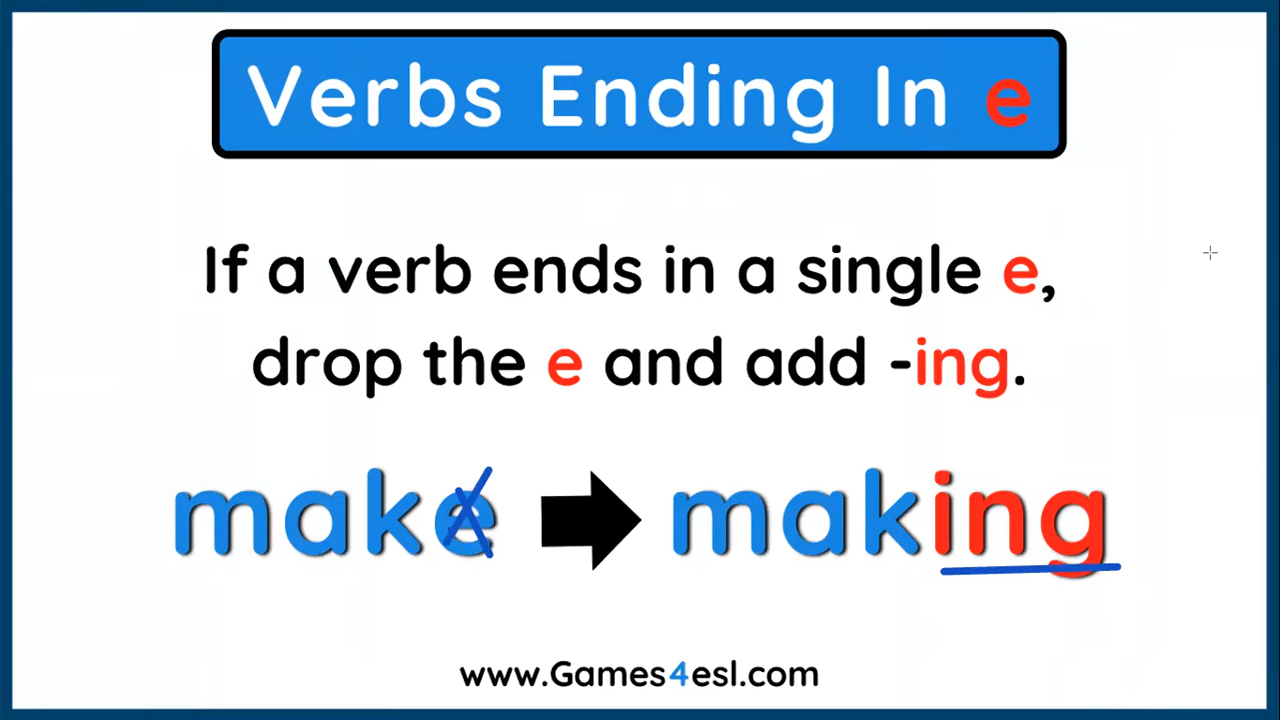 Verbs Ending In e
If a verb ends in a single e,
drop the e and add -ing.
make making
www.Games4esl.com